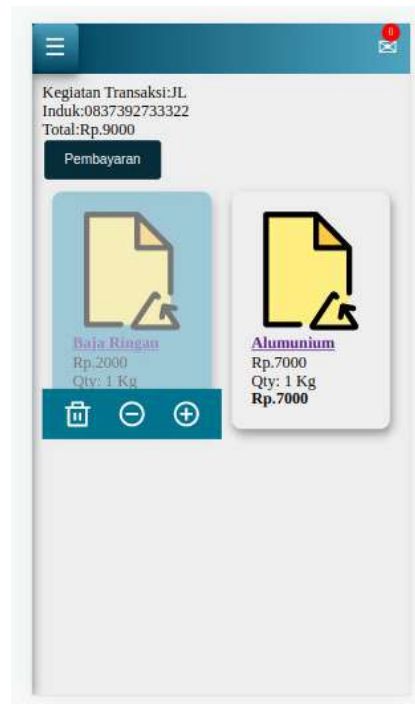 0
Kegiatan Transaksi:JL
Induk:0837392733322
Total:Rp.9000
Pembayaran
Baja Ringan
Rp.2000
Qty: 1 Kg
Alumunium
Rp.7000
Qty: 1 Kg
Rp.7000